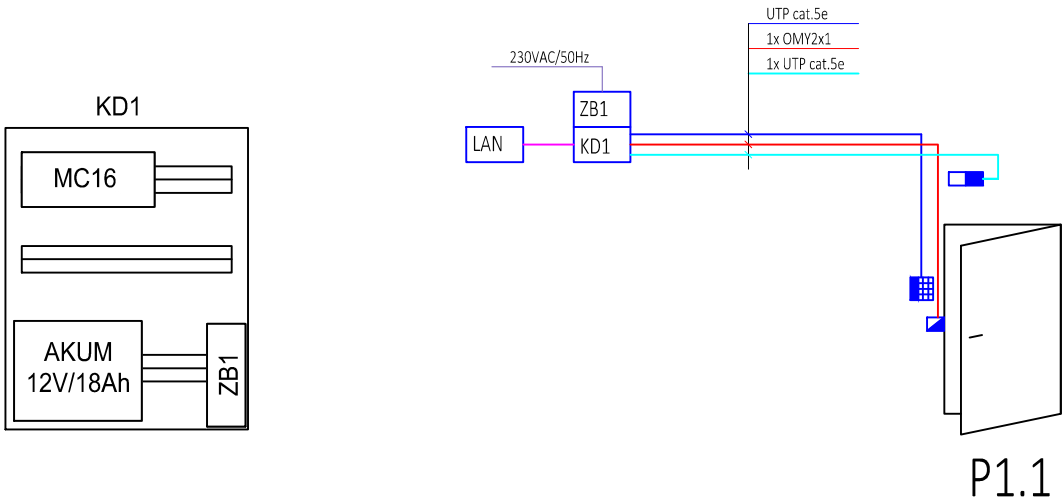 KD1
MC16
AKUM
12V/18Ah
ZB1
UTP cat.5e
1x OMY2x1
1x UTP cat.5e
230VAC/50Hz
ZB1
LAN
KD1
P1.1